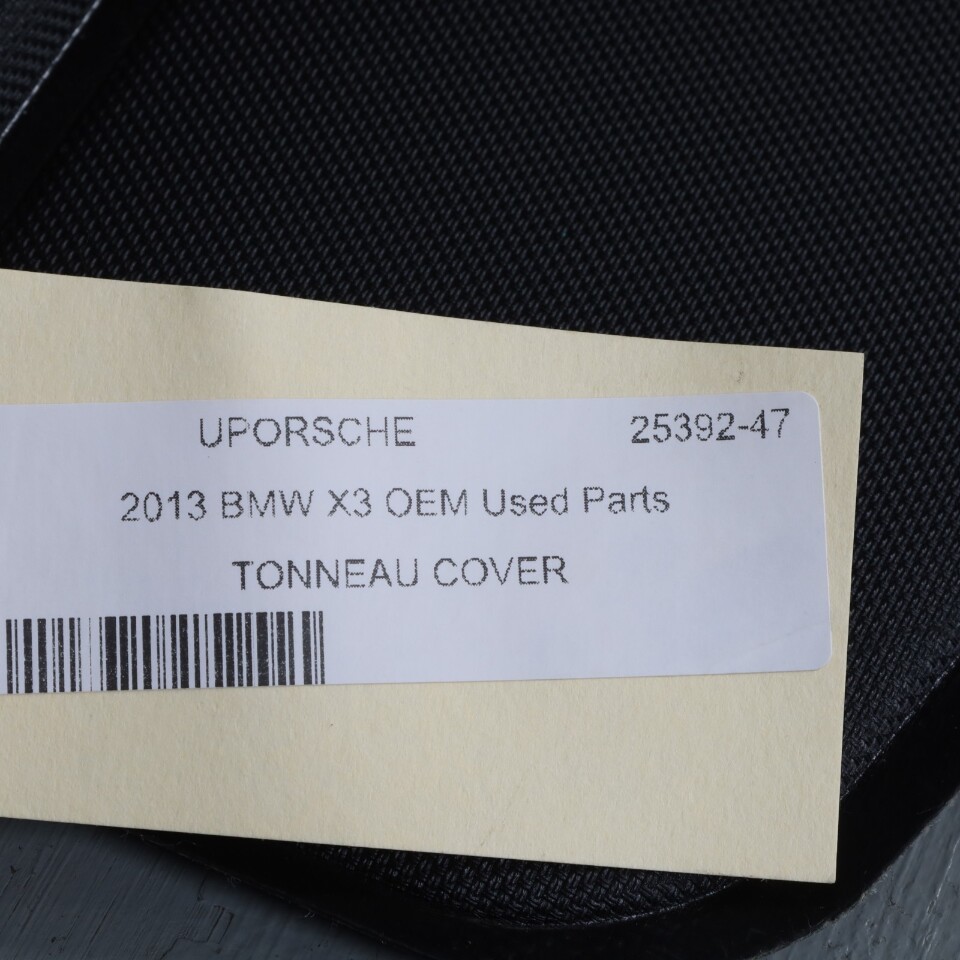 UPORSCHE 25392-47
2013 BMW X3 OEM Used Parts
TONNEAU COVER